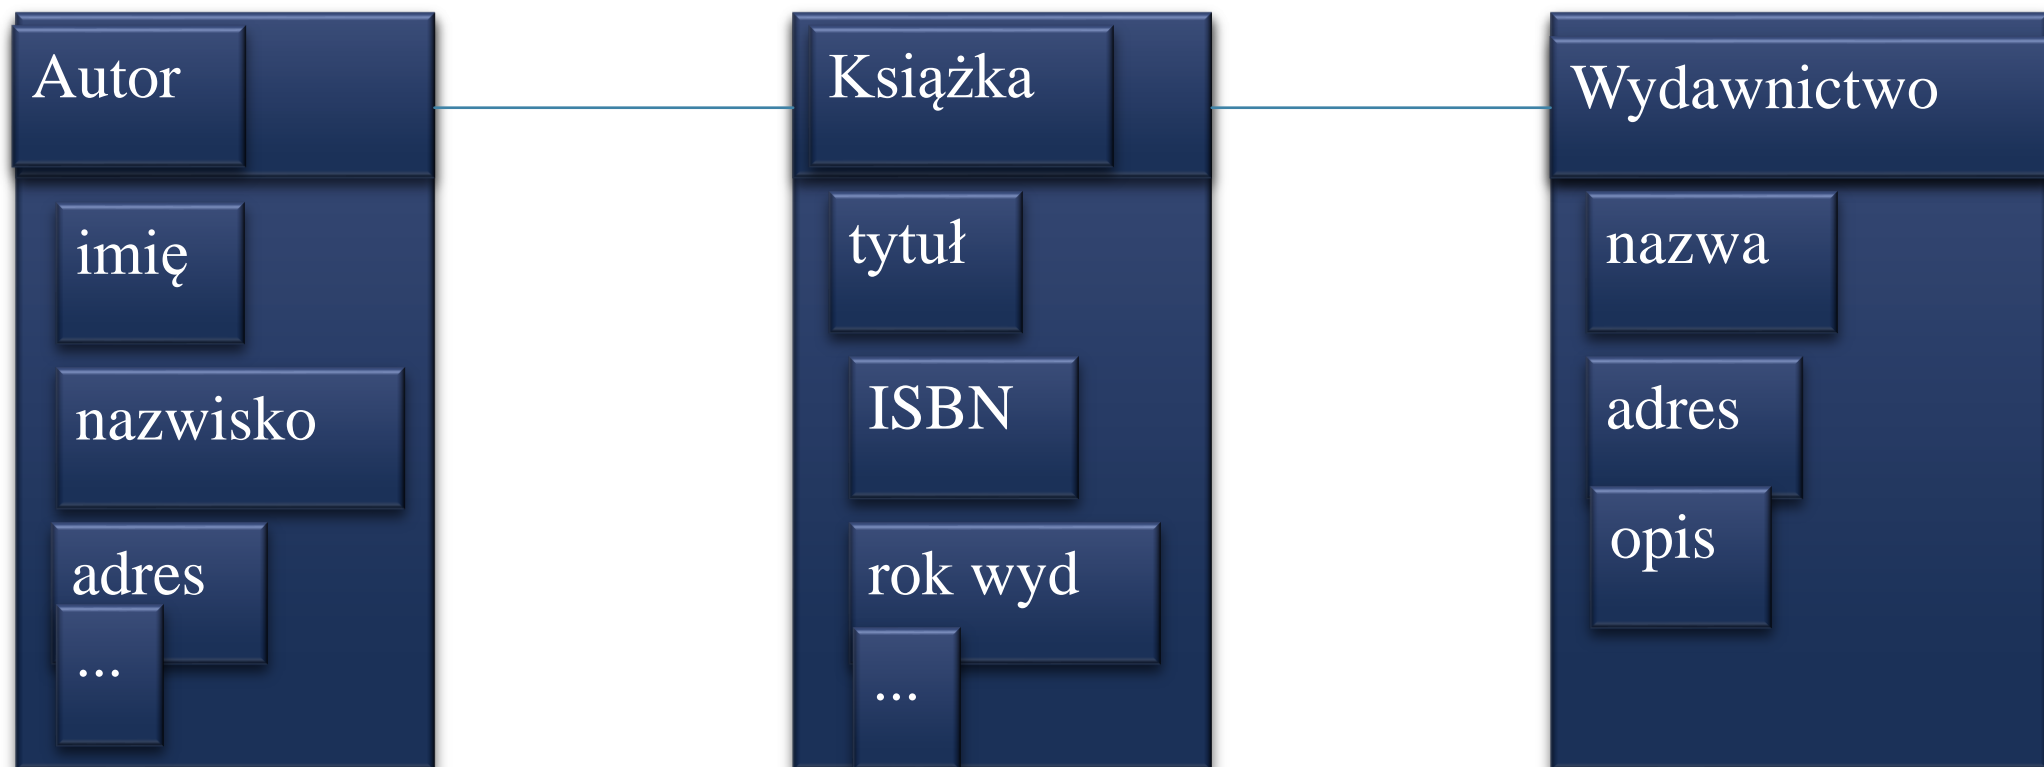 Autor
imię
nazwisko
adres
...
Książka
tytuł
ISBN
rok wyd
...
Wydawnictwo
nazwa
adres
opis